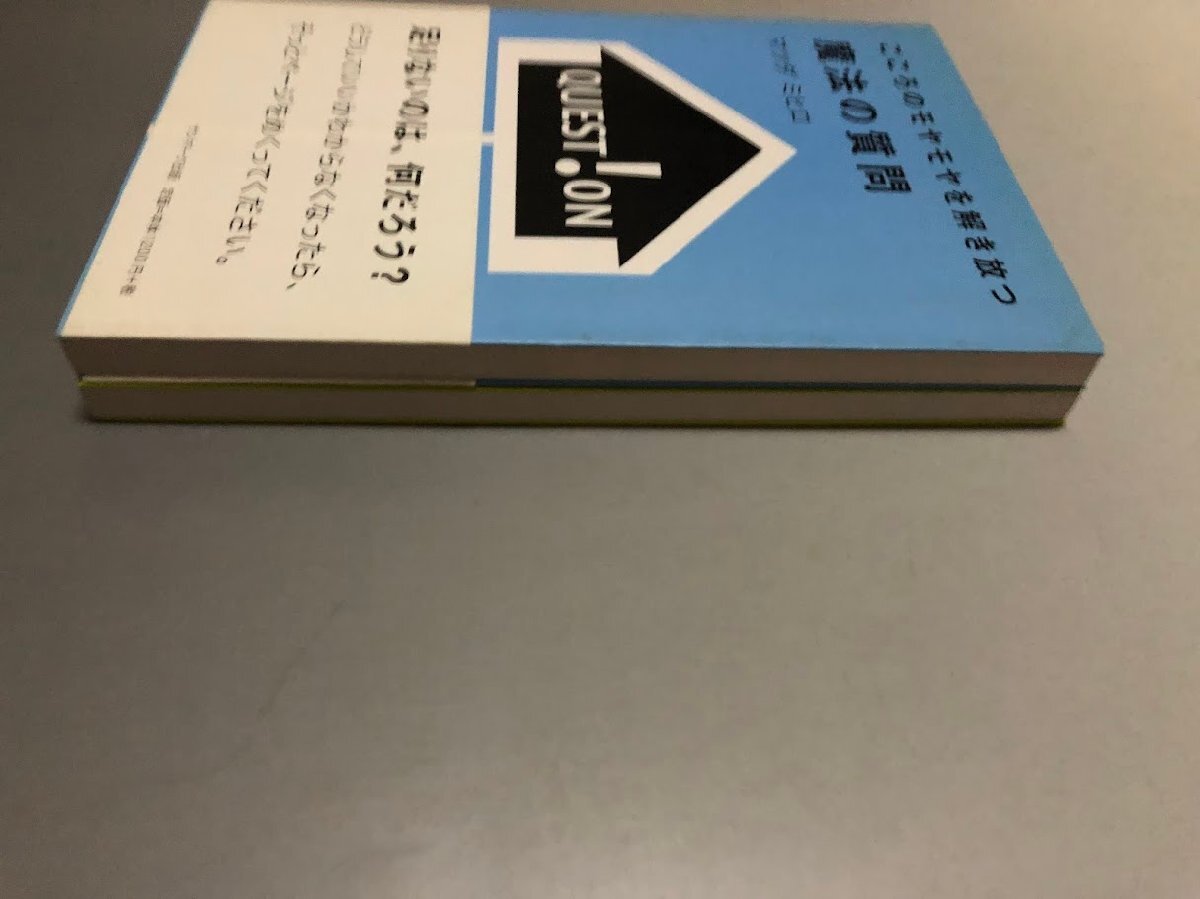 こころのモヤモヤを解き放つ
魔法の質問
マツダ ミヒロ
QUEST!ON
足りないのは、何だろう?
どうしていいかわからなくなったら、
そっとページをめくってください。